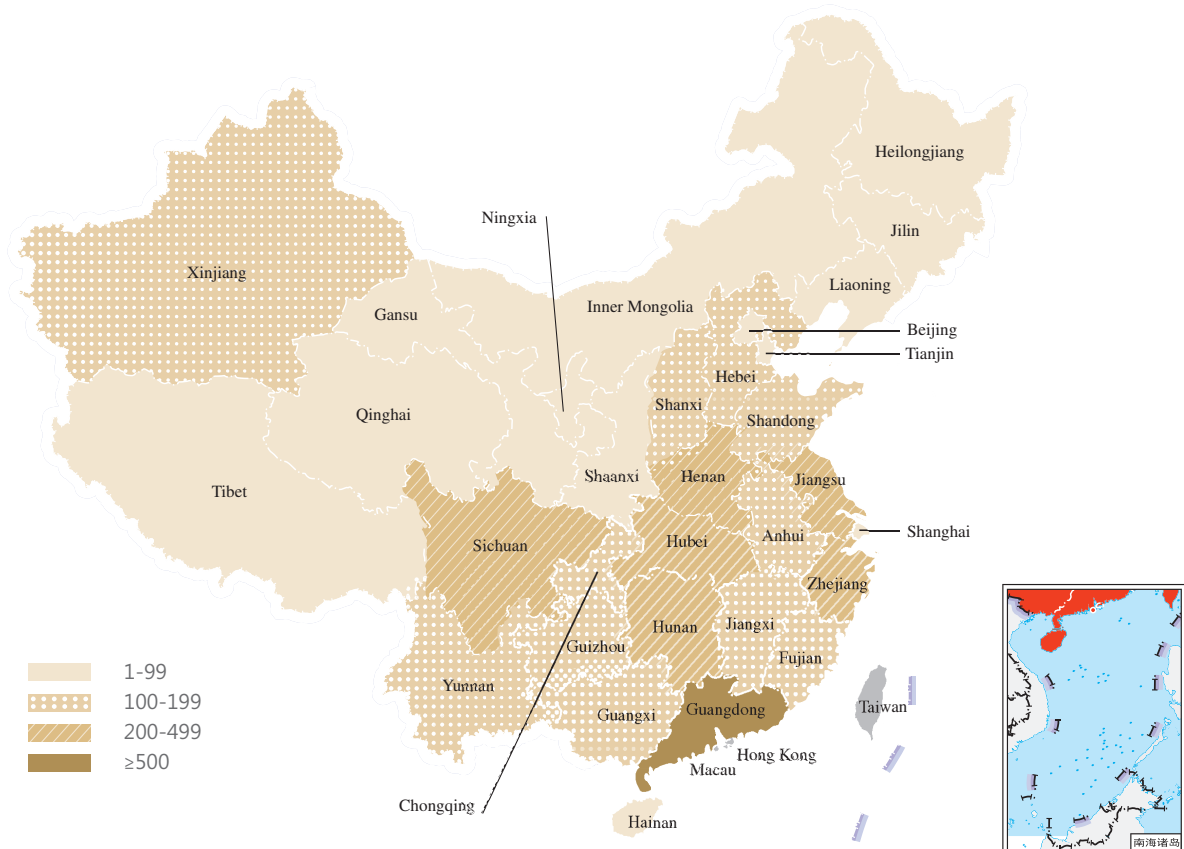 Heilongjiang
Jilin
Ningxia
Xinjiang
Liaoning
Inner Mongolia
Gansu
Beijing
Tianjin
Hebei
Shanxi
Qinghai
Shandong
Shaanxi
Henan
Jiangsu
Tibet
Shanghai
Anhui
Hubei
Sichuan
Zhejiang
Jiangxi
Hunan
Guizhou
Fujian
Yunnan
Taiwan
Guangdong
Guangxi
Hong Kong
Macau
Chongqing
Hainan
1-99
100-199
200-499
≥500
南海诸岛